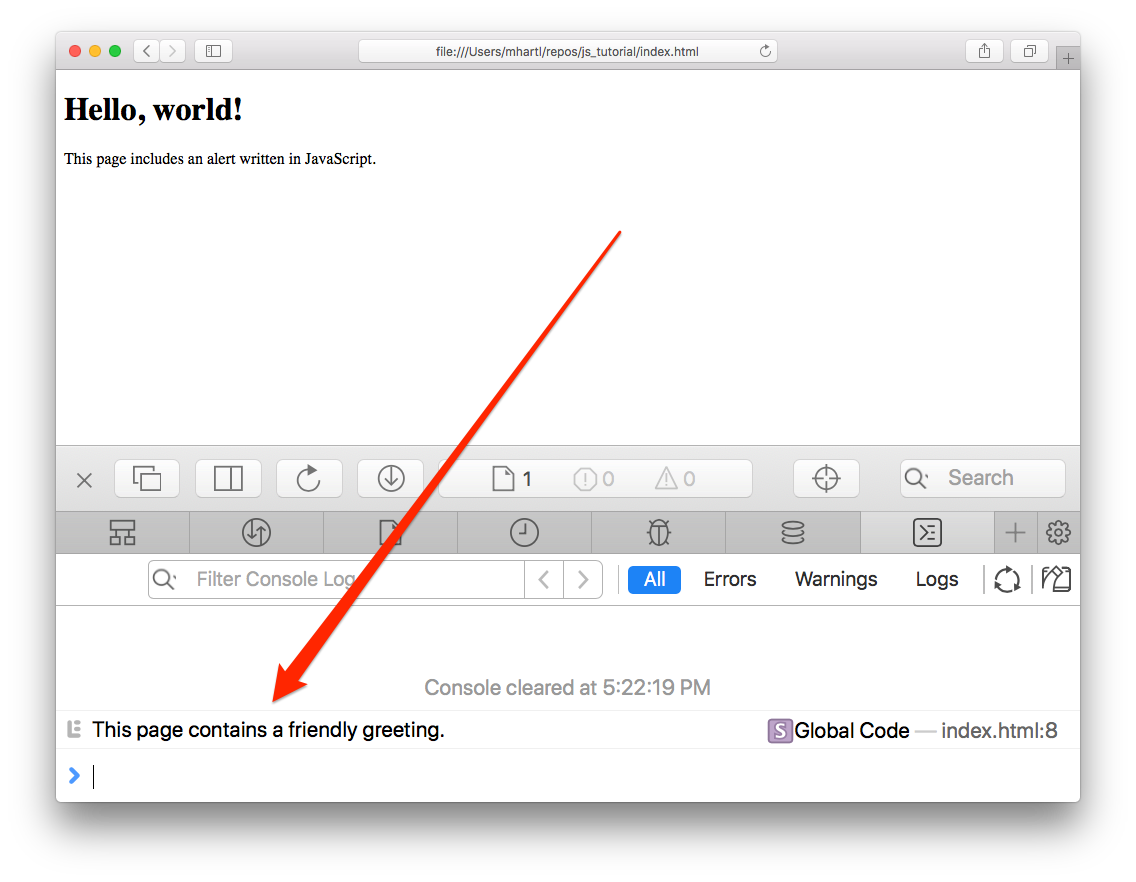 file:///Users/mhartl/repos/js_tutorial/index.html
Hello, world!
This page includes an alert written in JavaScript.
1 0 0 Search
Filter Console Log All Errors Warnings Logs
Console cleared at 5:22:19 PM
This page contains a friendly greeting. S Global Code — index.html:8